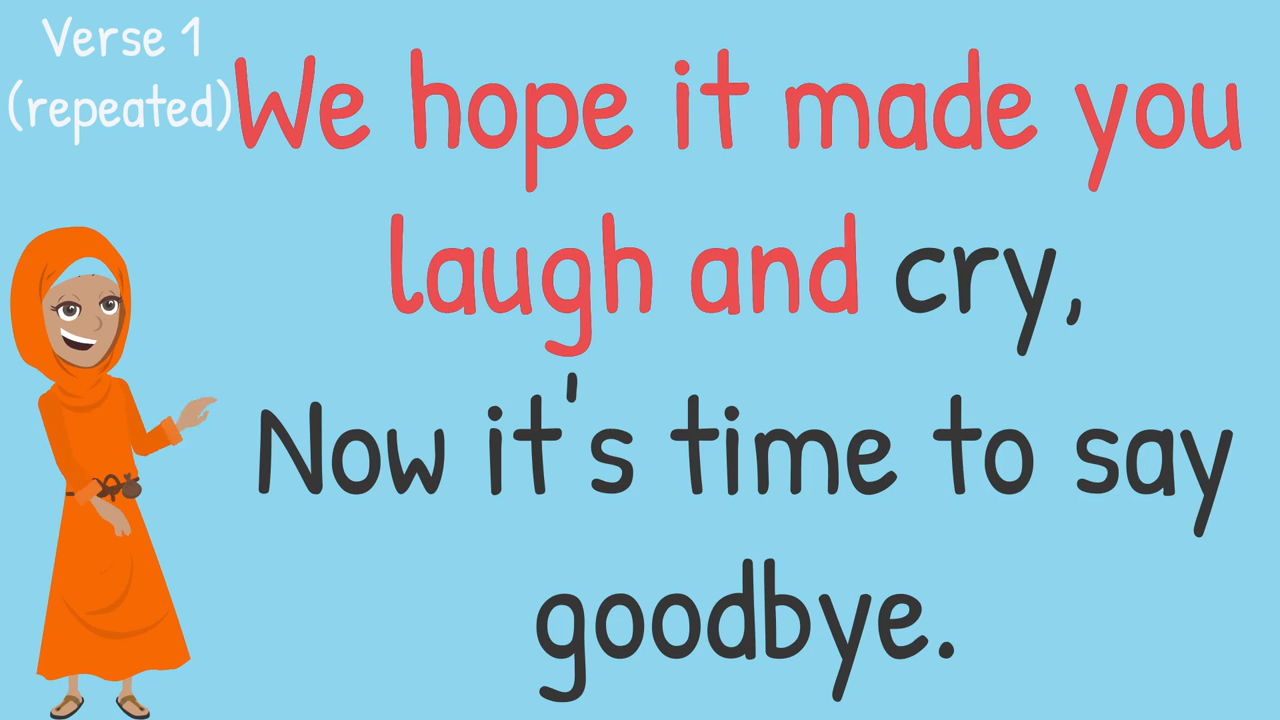 Verse 1
(repeated)
We hope it made you
laugh and cry,
Now it's time to say
goodbye.